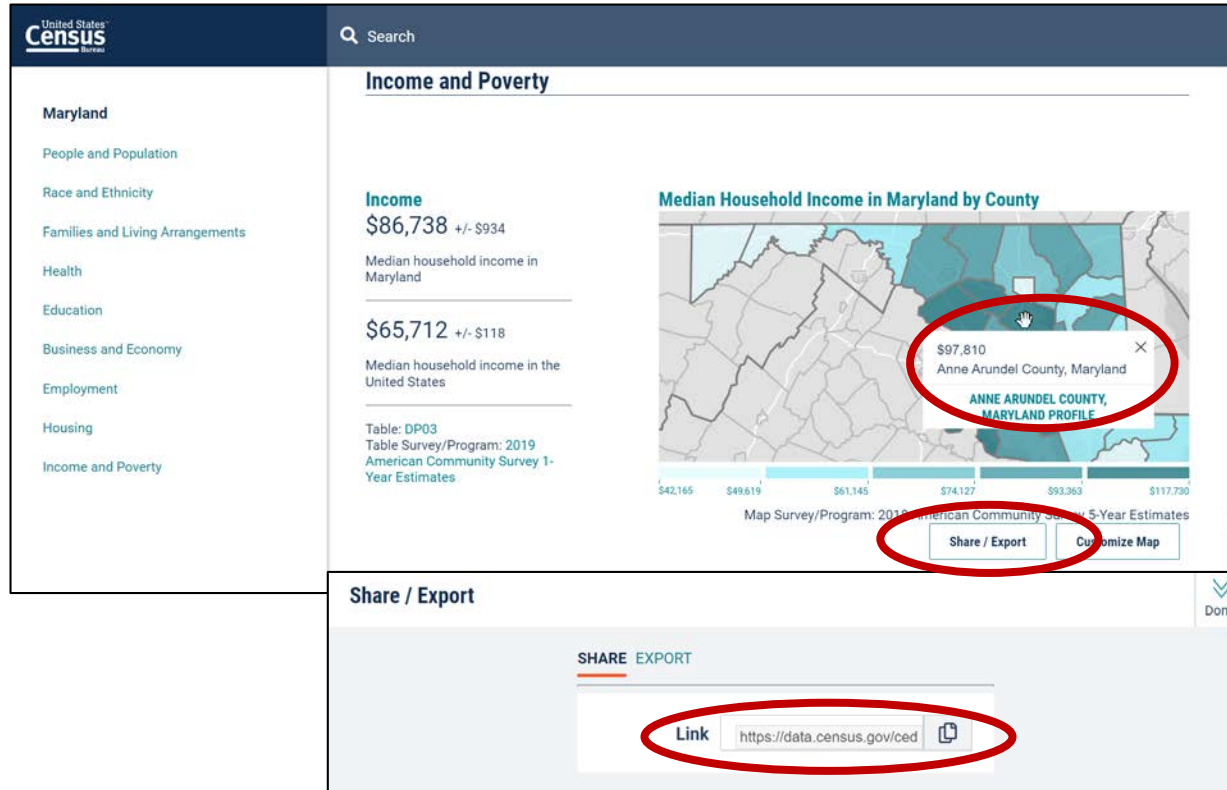 United States
Census
Bureau
Search
Maryland
People and Population
Race and Ethnicity
Families and Living Arrangements
Health
Education
Business and Economy
Employment
Housing
Income and Poverty
Income and Poverty
Income
$86,738 +/- $934
Median household income in
Maryland
$65,712 +/- $118
Median household income in the
United States
Table: DP03
Table Survey/Program: 2019
American Community Survey 1-
Year Estimates
Median Household Income in Maryland by County
$97,810
Anne Arundel County, Maryland
ANNE ARUNDEL COUNTY,
MARYLAND PROFILE
$42,165 $49,619 $61,145 $74,127 $93,363 $117,730
Map Survey/Program: American Community Survey 5-Year Estimates
Share / Export
Customize Map
Share / Export
Don
SHARE EXPORT
Link https://data.census.gov/ced